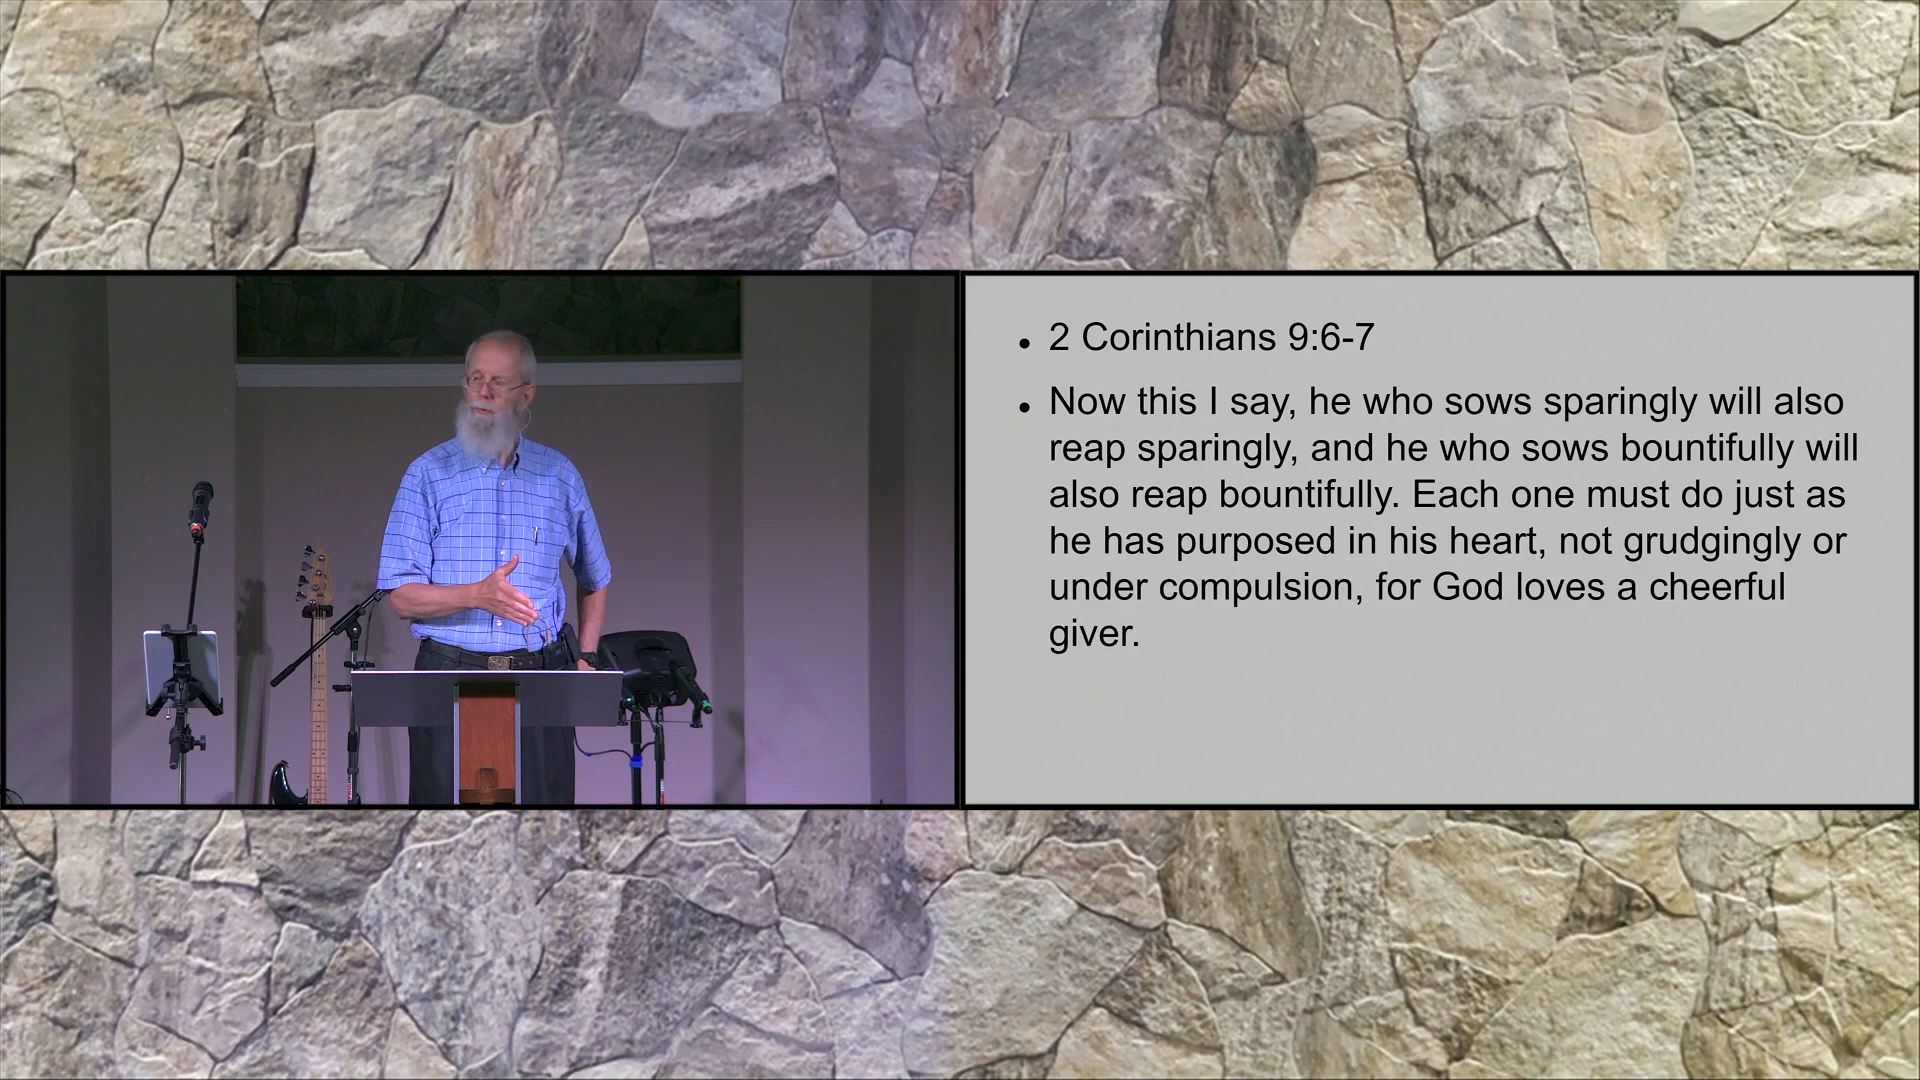 2 Corinthians 9:6-7
Now this I say, he who sows sparingly will also
reap sparingly, and he who sows bountifully will
also reap bountifully. Each one must do just as
he has purposed in his heart, not grudgingly or
under compulsion, for God loves a cheerful
giver.